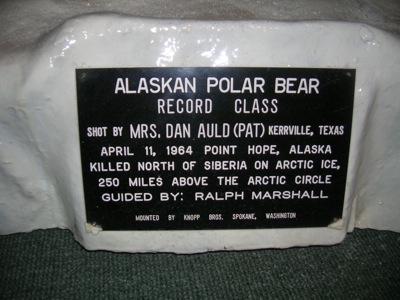 ALASKAN POLAR BEAR
RECORD CLASS
SHOT BY MRS. DAN AULD (PAT) KERRVILLE, TEXAS
APRIL 11, 1964 POINT HOPE, ALASKA
KILLED NORTH OF SIBERIA ON ARCTIC ICE,
250 MILES ABOVE THE ARCTIC CIRCLE
GUIDED BY: RALPH MARSHALL
MOUNTED BY KNOPP BROS. SPOKANE, WASHINGTON